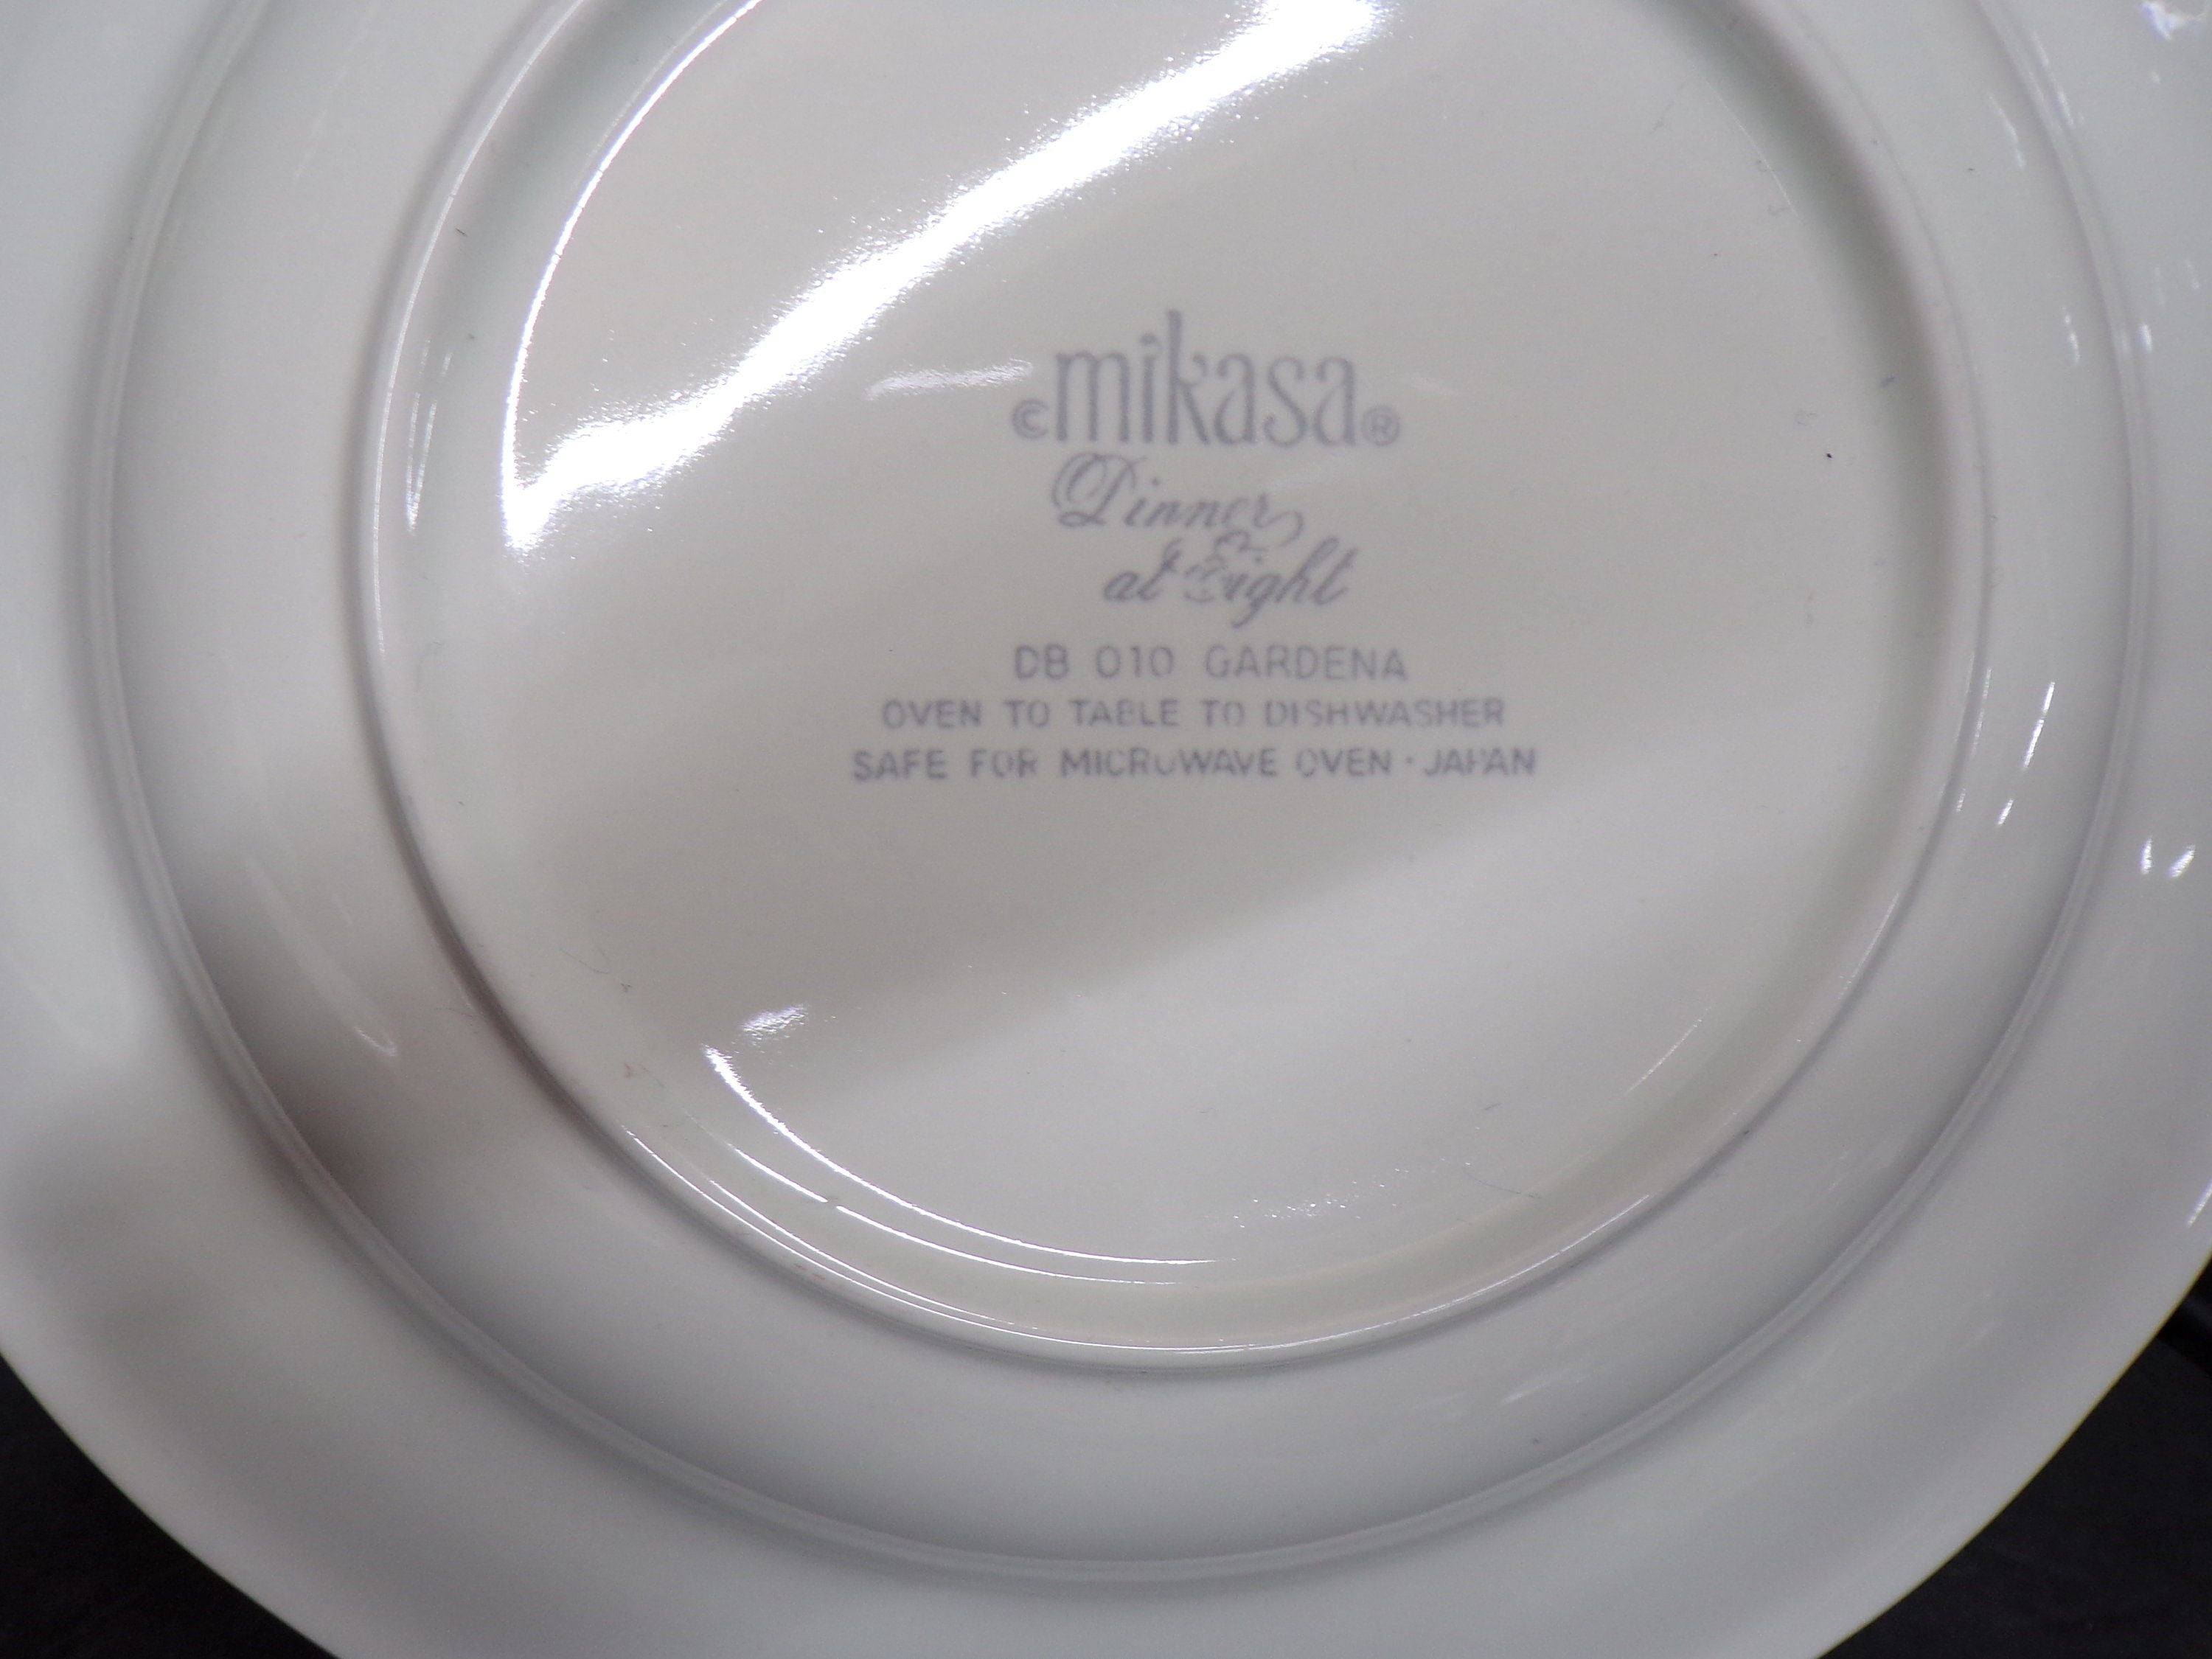 ©mikasa®
Dinner
at Eight
DB 010 GARDENA
OVEN TO TABLE TO DISHWASHER
SAFE FOR MICROWAVE OVEN · JAPAN